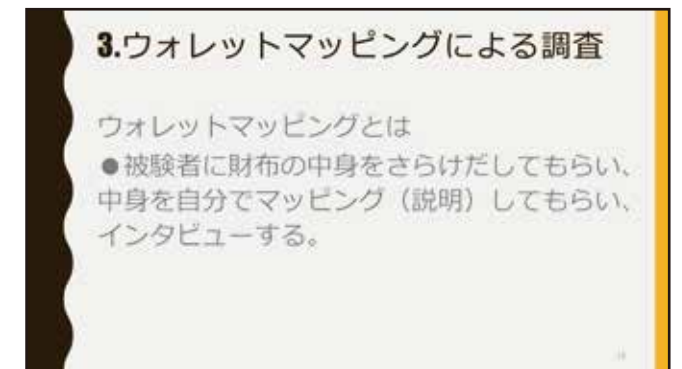 3.ウォレットマッピングによる調査
ウォレットマッピングとは
●被験者に財布の中身をさらけだしてもらい、
中身を自分でマッピング（説明）してもらい、
インタビューする。